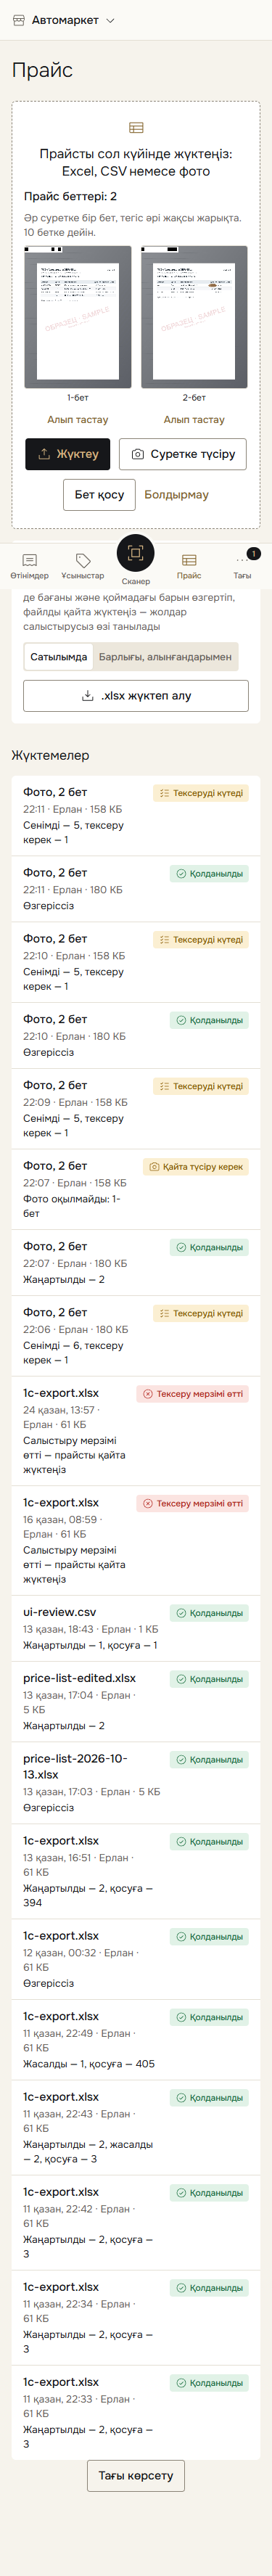 Автомаркет
Прайс
Прайсты сол күйінде жүктеңіз:
Excel, CSV немесе фото
Прайс беттері: 2
Әр суретке бір бет, тегіс әрі жақсы жарықта.
10 бетке дейін.
ОБРАЗЕЦ SAMPLE
ОБРАЗЕЦ SAMPLE
1-бет
2-бет
Алып тастау
Алып тастау
Жүктеу
Суретке түсіру
Бет қосу
Болдырмау
1
Өтінімдер
Ұсыныстар
Сканер
Прайс
Тағы
де бағаны және қоймадағы барын өзгертіп,
файлды қайта жүктеңіз — жолдар
салыстырусыз өзі танылады
Сатылымда
Барлығы, алынғандарымен
.xlsx жүктеп алу
Жүктемелер
Фото, 2 бет
Тексеруді күтеді
22:11 · Ерлан · 158 КБ
Сенімді — 5, тексеру
керек — 1
Фото, 2 бет
Қолданылды
22:11 · Ерлан · 180 КБ
Өзгеріссіз
Фото, 2 бет
Тексеруді күтеді
22:10 · Ерлан · 158 КБ
Сенімді — 5, тексеру
керек — 1
Фото, 2 бет
Қолданылды
22:10 · Ерлан · 180 КБ
Өзгеріссіз
Фото, 2 бет
Тексеруді күтеді
22:09 · Ерлан · 158 КБ
Сенімді — 5, тексеру
керек — 1
Фото, 2 бет
Қайта түсіру керек
22:07 · Ерлан · 158 КБ
Фото оқылмайды: 1-
бет
Фото, 2 бет
Қолданылды
22:07 · Ерлан · 180 КБ
Жаңартылды — 2
Фото, 2 бет
Тексеруді күтеді
22:06 · Ерлан · 180 КБ
Сенімді — 6, тексеру
керек — 1
1c-export.xlsx
Тексеру мерзімі өтті
24 қазан, 13:57 ·
Ерлан · 61 КБ
Салыстыру мерзімі
өтті — прайсты қайта
жүктеңіз
1c-export.xlsx
Тексеру мерзімі өтті
16 қазан, 08:59 ·
Ерлан · 61 КБ
Салыстыру мерзімі
өтті — прайсты қайта
жүктеңіз
ui-review.csv
Қолданылды
13 қазан, 18:43 · Ерлан · 1 КБ
Жаңартылды — 1, қосуға — 1
price-list-edited.xlsx
Қолданылды
13 қазан, 17:04 · Ерлан ·
5 КБ
Жаңартылды — 2
price-list-2026-10-
13.xlsx
Қолданылды
13 қазан, 17:03 · Ерлан · 5 КБ
Өзгеріссіз
1c-export.xlsx
Қолданылды
13 қазан, 16:51 · Ерлан ·
61 КБ
Жаңартылды — 2, қосуға —
394
1c-export.xlsx
Қолданылды
12 қазан, 00:32 · Ерлан ·
61 КБ
Өзгеріссіз
1c-export.xlsx
Қолданылды
11 қазан, 22:49 · Ерлан ·
61 КБ
Жасалды — 1, қосуға — 405
1c-export.xlsx
Қолданылды
11 қазан, 22:43 · Ерлан ·
61 КБ
Жаңартылды — 2, жасалды
— 2, қосуға — 3
1c-export.xlsx
Қолданылды
11 қазан, 22:42 · Ерлан ·
61 КБ
Жаңартылды — 2, қосуға —
3
1c-export.xlsx
Қолданылды
11 қазан, 22:34 · Ерлан ·
61 КБ
Жаңартылды — 2, қосуға —
3
1c-export.xlsx
Қолданылды
11 қазан, 22:33 · Ерлан ·
61 КБ
Жаңартылды — 2, қосуға —
3
Тағы көрсету